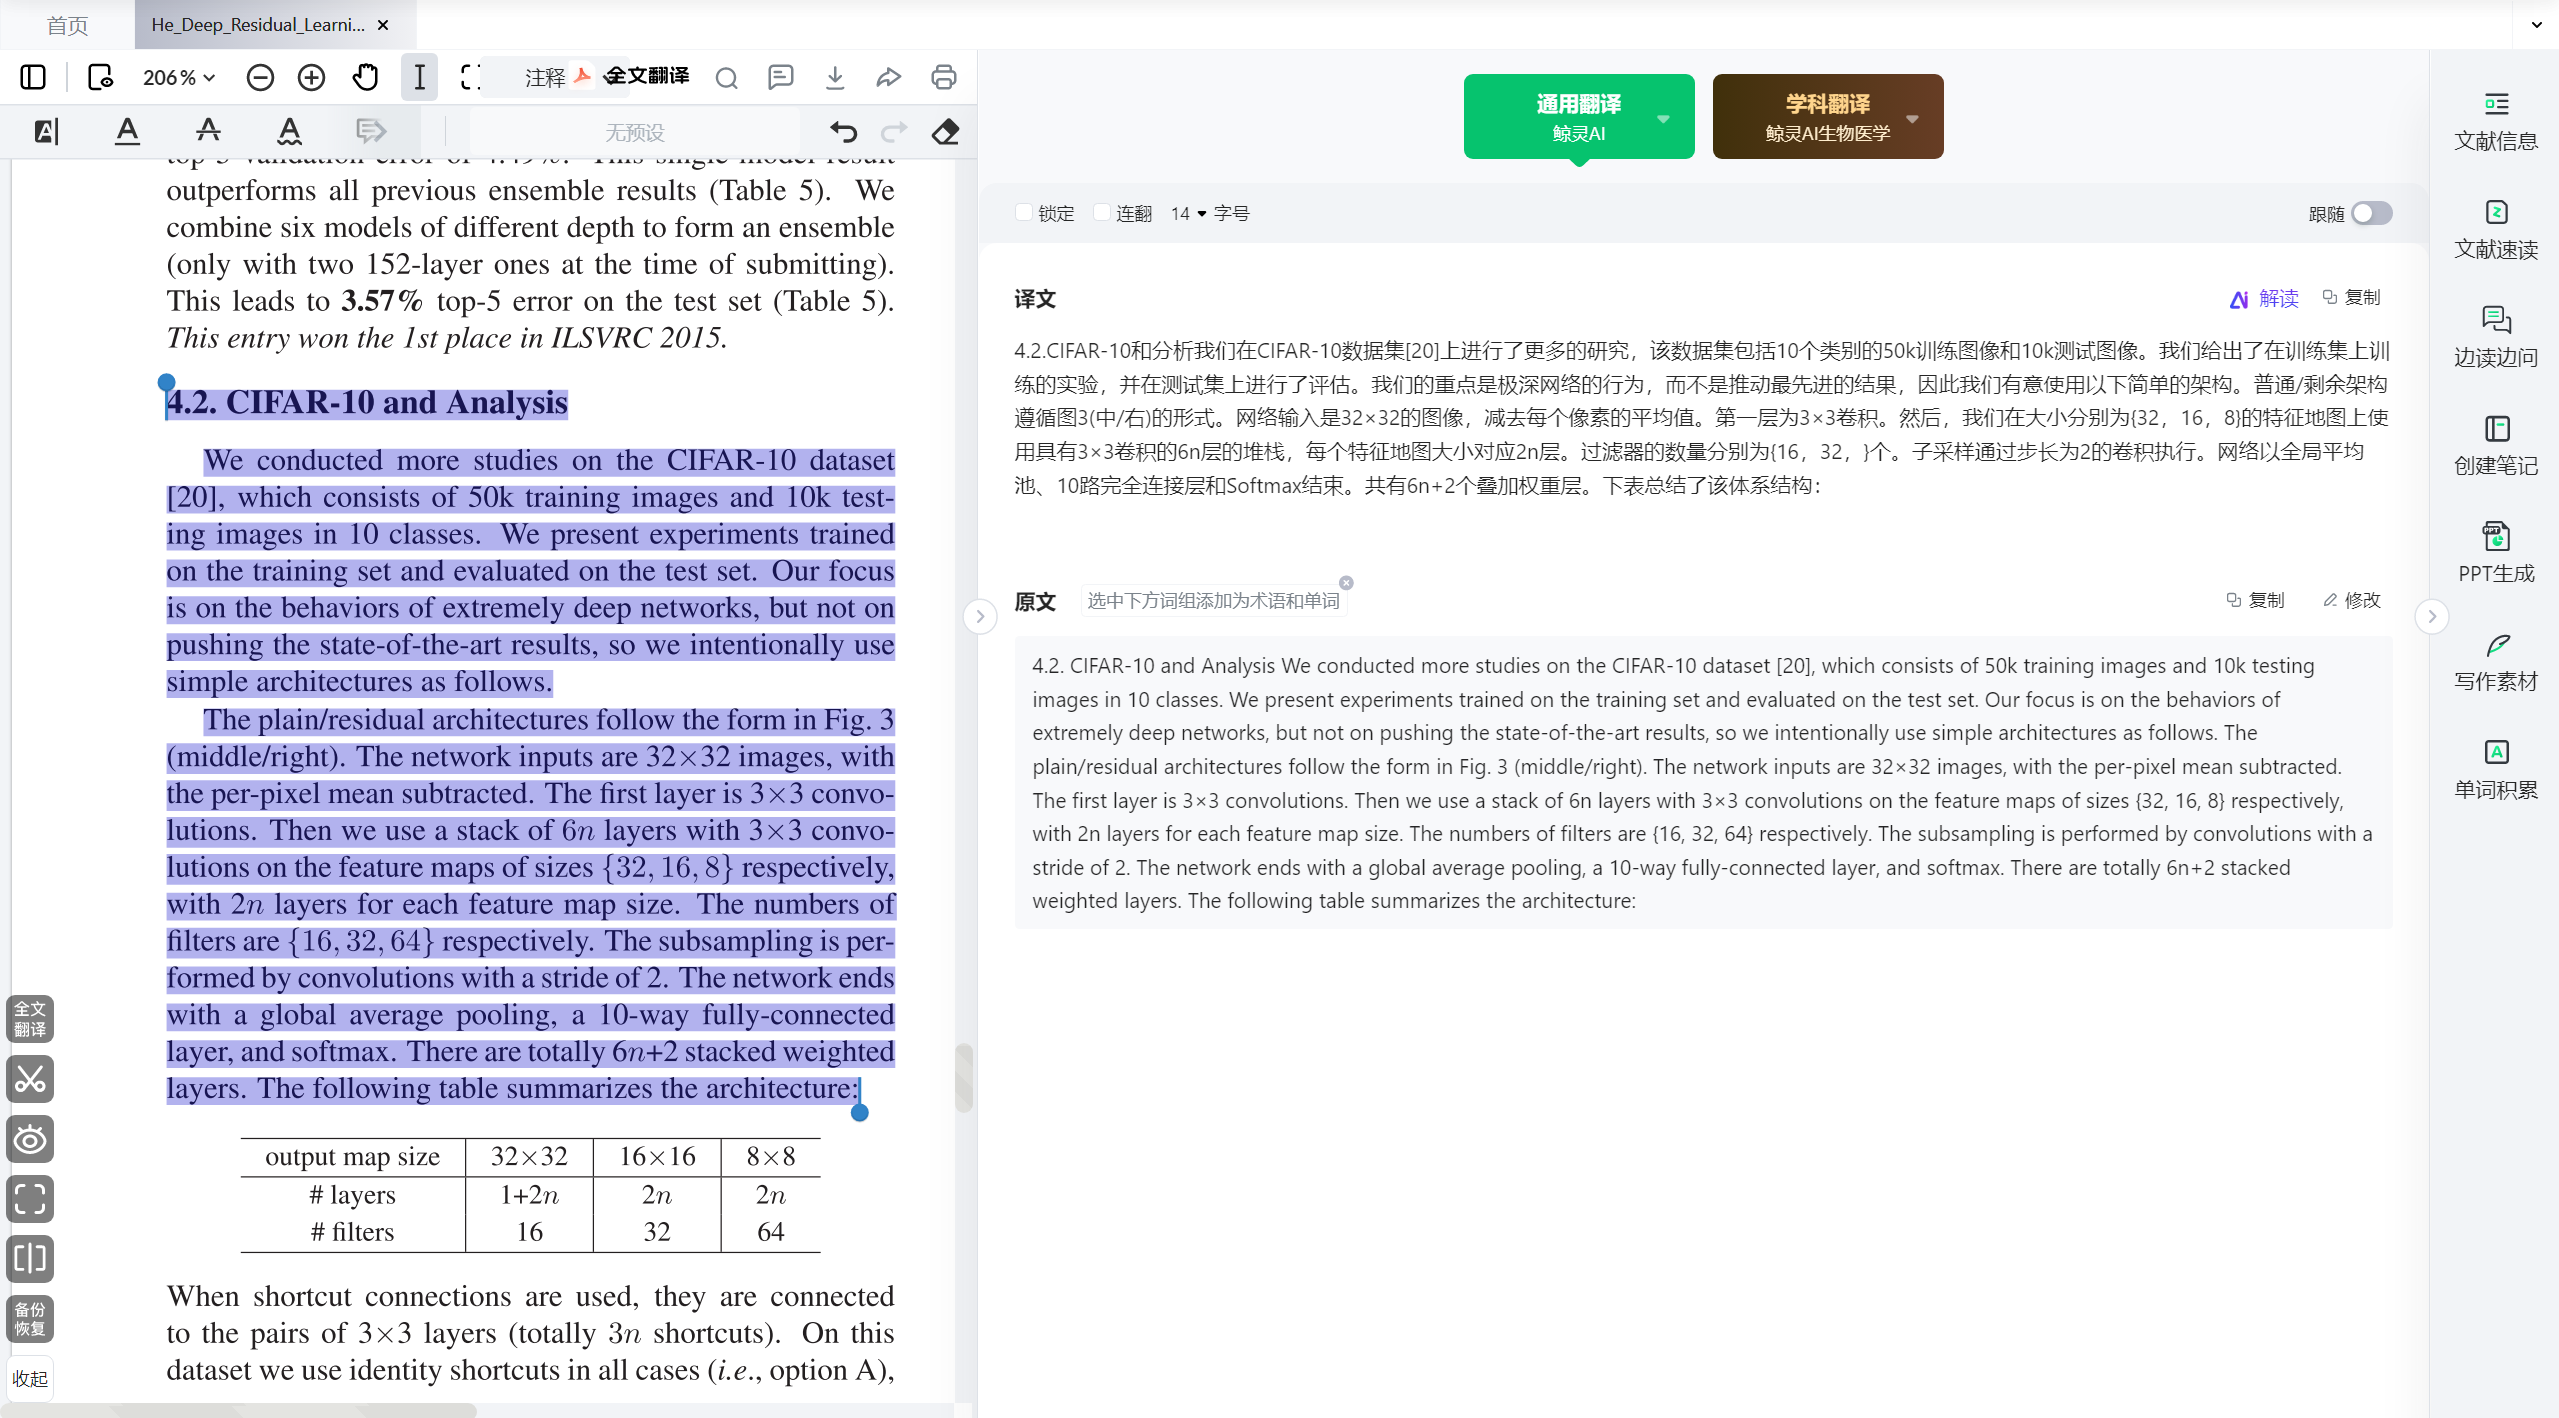 首页
He_Deep_Residual_Learni...
206%
注释
全文翻译
无预设
outperforms all previous ensemble results (Table 5). We
combine six models of different depth to form an ensemble
(only with two 152-layer ones at the time of submitting).
This leads to 3.57% top-5 error on the test set (Table 5).
This entry won the 1st place in ILSVRC 2015.
4.2. CIFAR-10 and Analysis
We conducted more studies on the CIFAR-10 dataset
[20], which consists of 50k training images and 10k test-
ing images in 10 classes. We present experiments trained
on the training set and evaluated on the test set. Our focus
is on the behaviors of extremely deep networks, but not on
pushing the state-of-the-art results, so we intentionally use
simple architectures as follows.
The plain/residual architectures follow the form in Fig. 3
(middle/right). The network inputs are 32×32 images, with
the per-pixel mean subtracted. The first layer is 3×3 convo-
lutions. Then we use a stack of 6n layers with 3×3 convo-
lutions on the feature maps of sizes {32, 16, 8} respectively,
with 2n layers for each feature map size. The numbers of
filters are {16, 32, 64} respectively. The subsampling is per-
formed by convolutions with a stride of 2. The network ends
with a global average pooling, a 10-way fully-connected
layer, and softmax. There are totally 6n+2 stacked weighted
layers. The following table summarizes the architecture:
output map size 32×32 16×16 8×8
# layers 1+2n 2n 2n
# filters 16 32 64
When shortcut connections are used, they are connected
to the pairs of 3×3 layers (totally 3n shortcuts). On this
dataset we use identity shortcuts in all cases (i.e., option A),
全文
翻译
备份
恢复
收起
通用翻译
鲸灵AI
学科翻译
鲸灵AI生物医学
锁定 连翻 14 字号
跟随
译文
解读 复制
4.2.CIFAR-10和分析我们在CIFAR-10数据集[20]上进行了更多的研究，该数据集包括10个类别的50k训练图像和10k测试图像。我们给出了在训练集上训
练的实验，并在测试集上进行了评估。我们的重点是极深网络的行为，而不是推动最先进的结果，因此我们有意使用以下简单的架构。普通/剩余架构
遵循图3(中/右)的形式。网络输入是32×32的图像，减去每个像素的平均值。第一层为3×3卷积。然后，我们在大小分别为{32，16，8}的特征地图上使
用具有3×3卷积的6n层的堆栈，每个特征地图大小对应2n层。过滤器的数量分别为{16，32，}个。子采样通过步长为2的卷积执行。网络以全局平均
池、10路完全连接层和Softmax结束。共有6n+2个叠加权重层。下表总结了该体系结构：
原文 选中下方词组添加为术语和单词
复制 修改
4.2. CIFAR-10 and Analysis We conducted more studies on the CIFAR-10 dataset [20], which consists of 50k training images and 10k testing
images in 10 classes. We present experiments trained on the training set and evaluated on the test set. Our focus is on the behaviors of
extremely deep networks, but not on pushing the state-of-the-art results, so we intentionally use simple architectures as follows. The
plain/residual architectures follow the form in Fig. 3 (middle/right). The network inputs are 32×32 images, with the per-pixel mean subtracted.
The first layer is 3×3 convolutions. Then we use a stack of 6n layers with 3×3 convolutions on the feature maps of sizes {32, 16, 8} respectively,
with 2n layers for each feature map size. The numbers of filters are {16, 32, 64} respectively. The subsampling is performed by convolutions with a
stride of 2. The network ends with a global average pooling, a 10-way fully-connected layer, and softmax. There are totally 6n+2 stacked
weighted layers. The following table summarizes the architecture:
文献信息
文献速读
边读边问
创建笔记
PPT生成
写作素材
单词积累